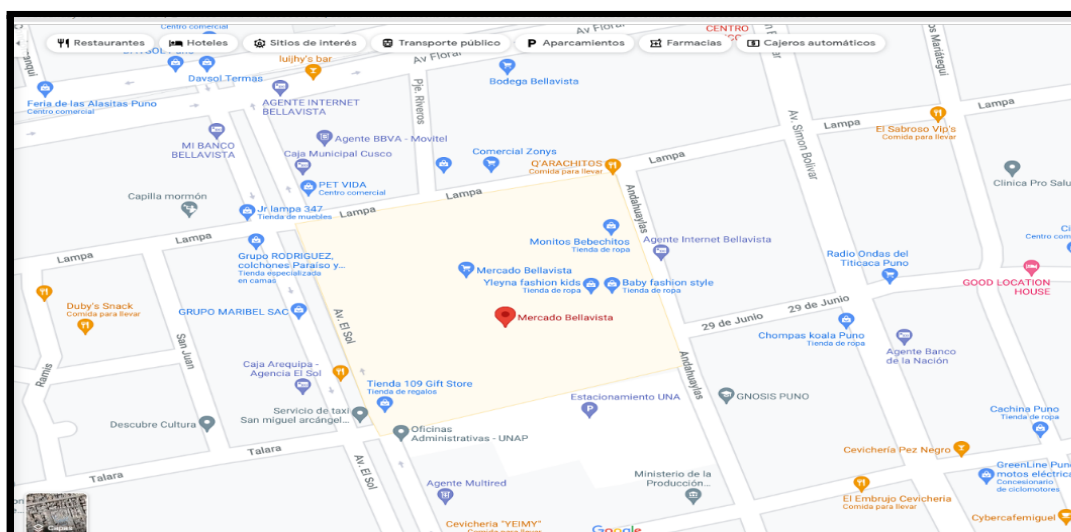 Restaurantes
Hoteles
Sitios de interés
Transporte público
Aparcamientos
Farmacias
Cajeros automáticos
Centro comercial
Davsol Termas
luijhy's bar
Av Floral
Av Floral
CENTRO
Bodega Bellavista
Pje. Riveros
Feria de las Alasitas Puno
Centro comercial
AGENTE INTERNET
BELLAVISTA
MI BANCO
BELLAVISTA
Agente BBVA - Movitel
Caja Municipal Cusco
Comercial Zonys
Q'ARACHITOS
Comida para llevar
Lampa
Lampa
Lampa
El Sabroso Vip's
Comida para llevar
Av. Simon Bolivar
Clínica Pro Salu
PET VIDA
Centro comercial
Capilla mormón
Jr lampa 347
Tienda de muebles
Lampa
Lampa
Lampa
Lampa
Andahuaylas
Monitos Bebechitos
Tienda de ropa
Agente Internet Bellavista
Grupo RODRIGUEZ,
colchones Paraiso y...
Tienda especializada
en camas
Mercado Bellavista
Yleyna fashion kids
Tienda de ropa
Baby fashion style
Tienda de ropa
Radio Ondas del
Titicaca Puno
GOOD LOCATION
HOUSE
Duby's Snack
Comida para llevar
GRUPO MARIBEL SAC
Av. El Sol
Mercado Bellavista
29 de Junio
29 de Junio
Chompas koala Puno
Tienda de ropa
San Juan
Ramis
Agente Banco
de la Nación
Caja Arequipa -
Agencia El Sol
Tienda 109 Gift Store
Tienda de regalos
Andahuaylas
Estacionamiento UNA
GNOSIS PUNO
Servicio de taxi
San miguel arcángel...
Descubre Cultura
Oficinas
Administrativas - UNAP
Cachina Puno
Tienda de ropa
Talara
Talara
Av. El Sol
Cevichería Pez Negro
Ministerio de la
Producción...
GreenLine Puno
motos eléctrica
Concesionario
de ciclomotores
Agente Multired
El Embrujo Cevicheria
Comida para llevar
Cevichería "YEIMY"
Google
Cybercafemiguel
Capas